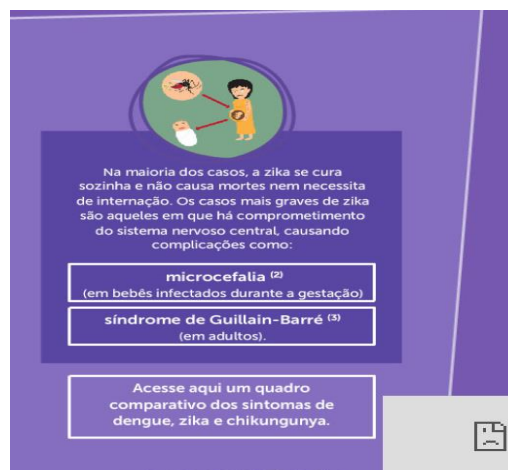 Na maioria dos casos, a zika se cura
sozinha e não causa mortes nem necessita
de internação. Os casos mais graves de zika
são aqueles em que há comprometimento
do sistema nervoso central, causando
complicações como:
microcefalia (2)
(em bebês infectados durante a gestação)
síndrome de Guillain-Barré (3)
(em adultos).
Acesse aqui um quadro
comparativo dos sintomas de
dengue, zika e chikungunya.